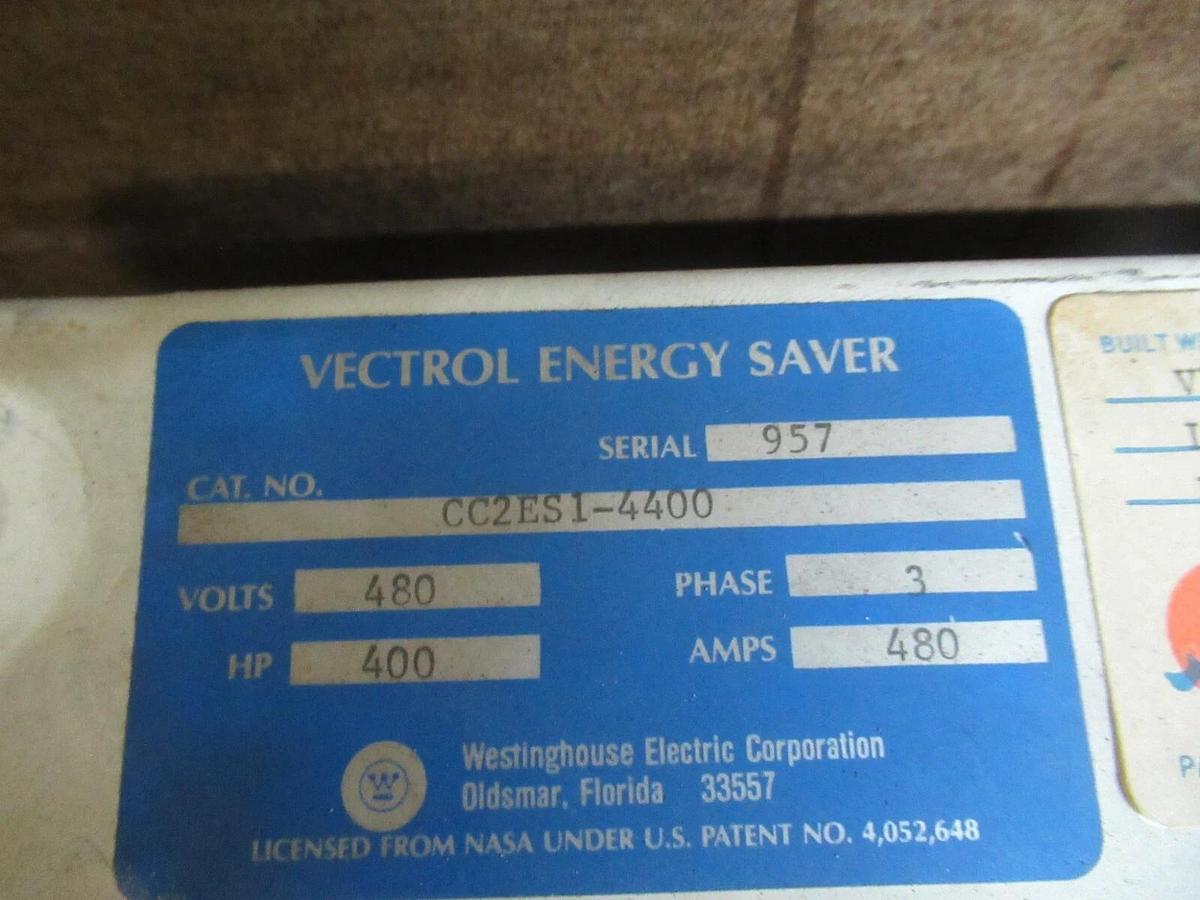 VECTROL ENERGY SAVER
SERIAL 957
CAT. NO.
CC2ES1-4400
VOLTS 480 PHASE 3
HP 400 AMPS 480
Westinghouse Electric Corporation
Oldsmar, Florida 33557
LICENSED FROM NASA UNDER U.S. PATENT NO. 4,052,648
BUILT